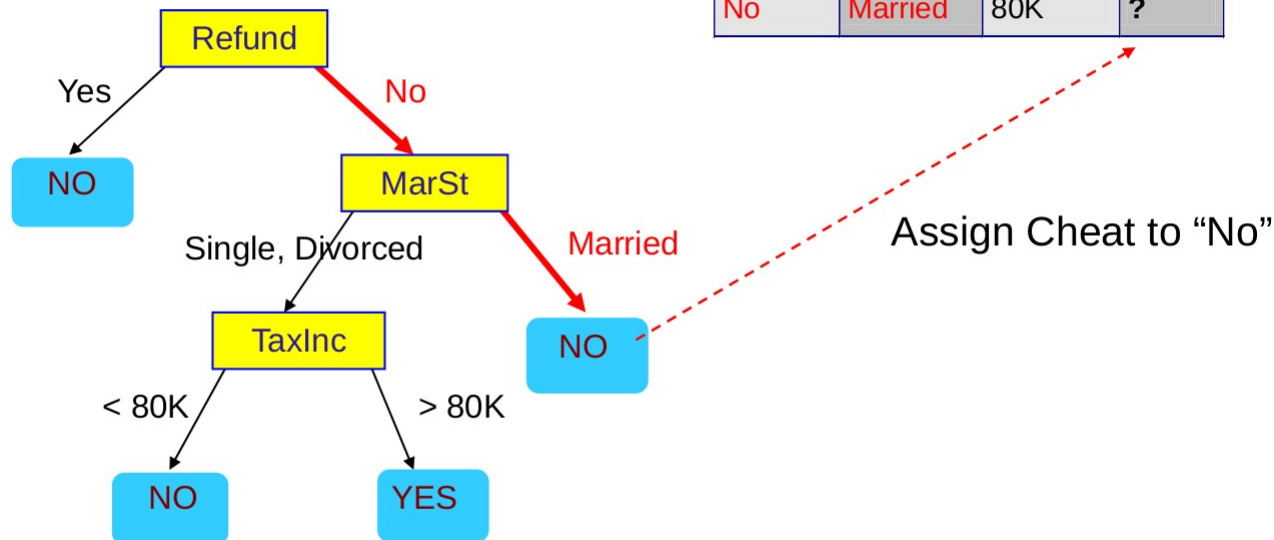 No Married 80K ?
Refund
Yes No
NO MarSt
Single, Divorced Married
Assign Cheat to “No”
TaxInc NO
< 80K > 80K
NO YES